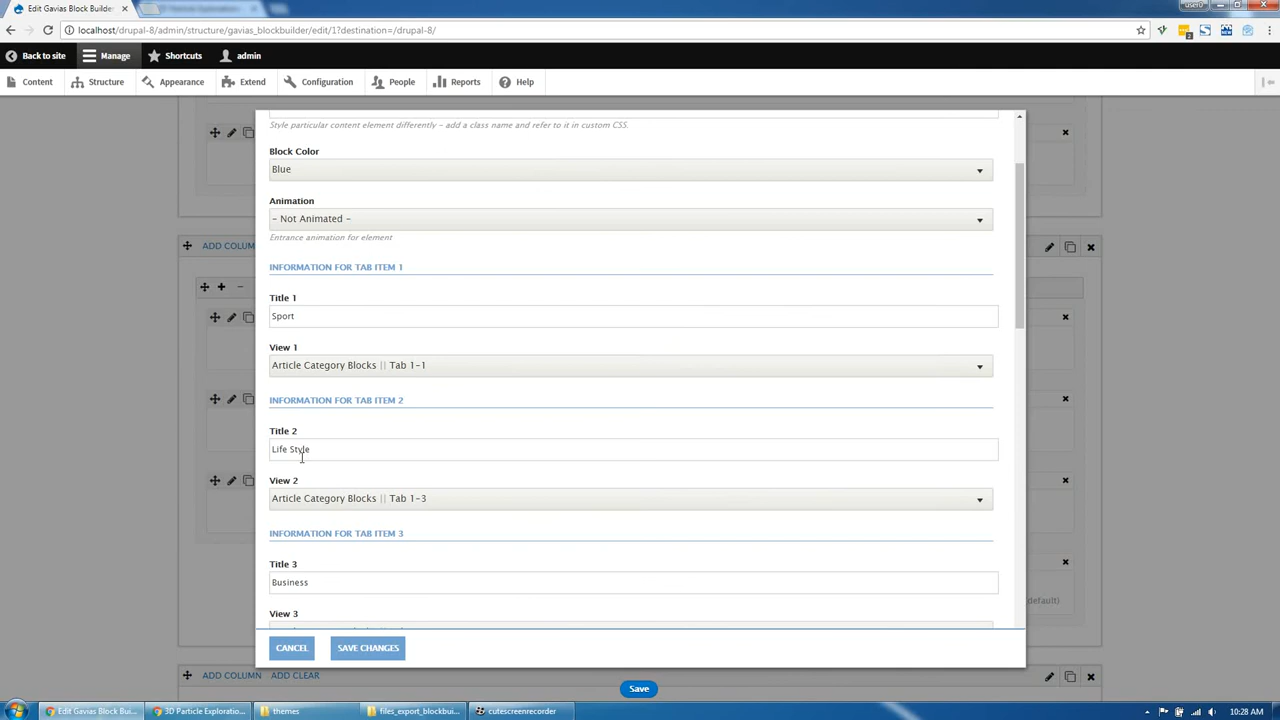 user0
Edit Gavias Block Builder
3D Particle Exploration
localhost/drupal-8/admin/structure/gavias_blockbuilder/edit/1?destination=/drupal-8/
Back to site
Manage
Shortcuts
admin
Content
Structure
Appearance
Extend
Configuration
People
Reports
Help
Style particular content element differently - add a class name and refer to it in custom CSS.
Block Color
Blue
Animation
- Not Animated -
Entrance animation for element
ADD COLUM
INFORMATION FOR TAB ITEM 1
Title 1
Sport
View 1
Article Category Blocks || Tab 1-1
INFORMATION FOR TAB ITEM 2
Title 2
Life Style
View 2
Article Category Blocks || Tab 1-3
INFORMATION FOR TAB ITEM 3
Title 3
Business
(default)
View 3
CANCEL
SAVE CHANGES
ADD COLUMN
ADD CLEAR
Save
Edit Gavias Block Bui...
3D Particle Exploratio...
themes
files_export_blockbui...
cutescreenrecorder
10:28 AM